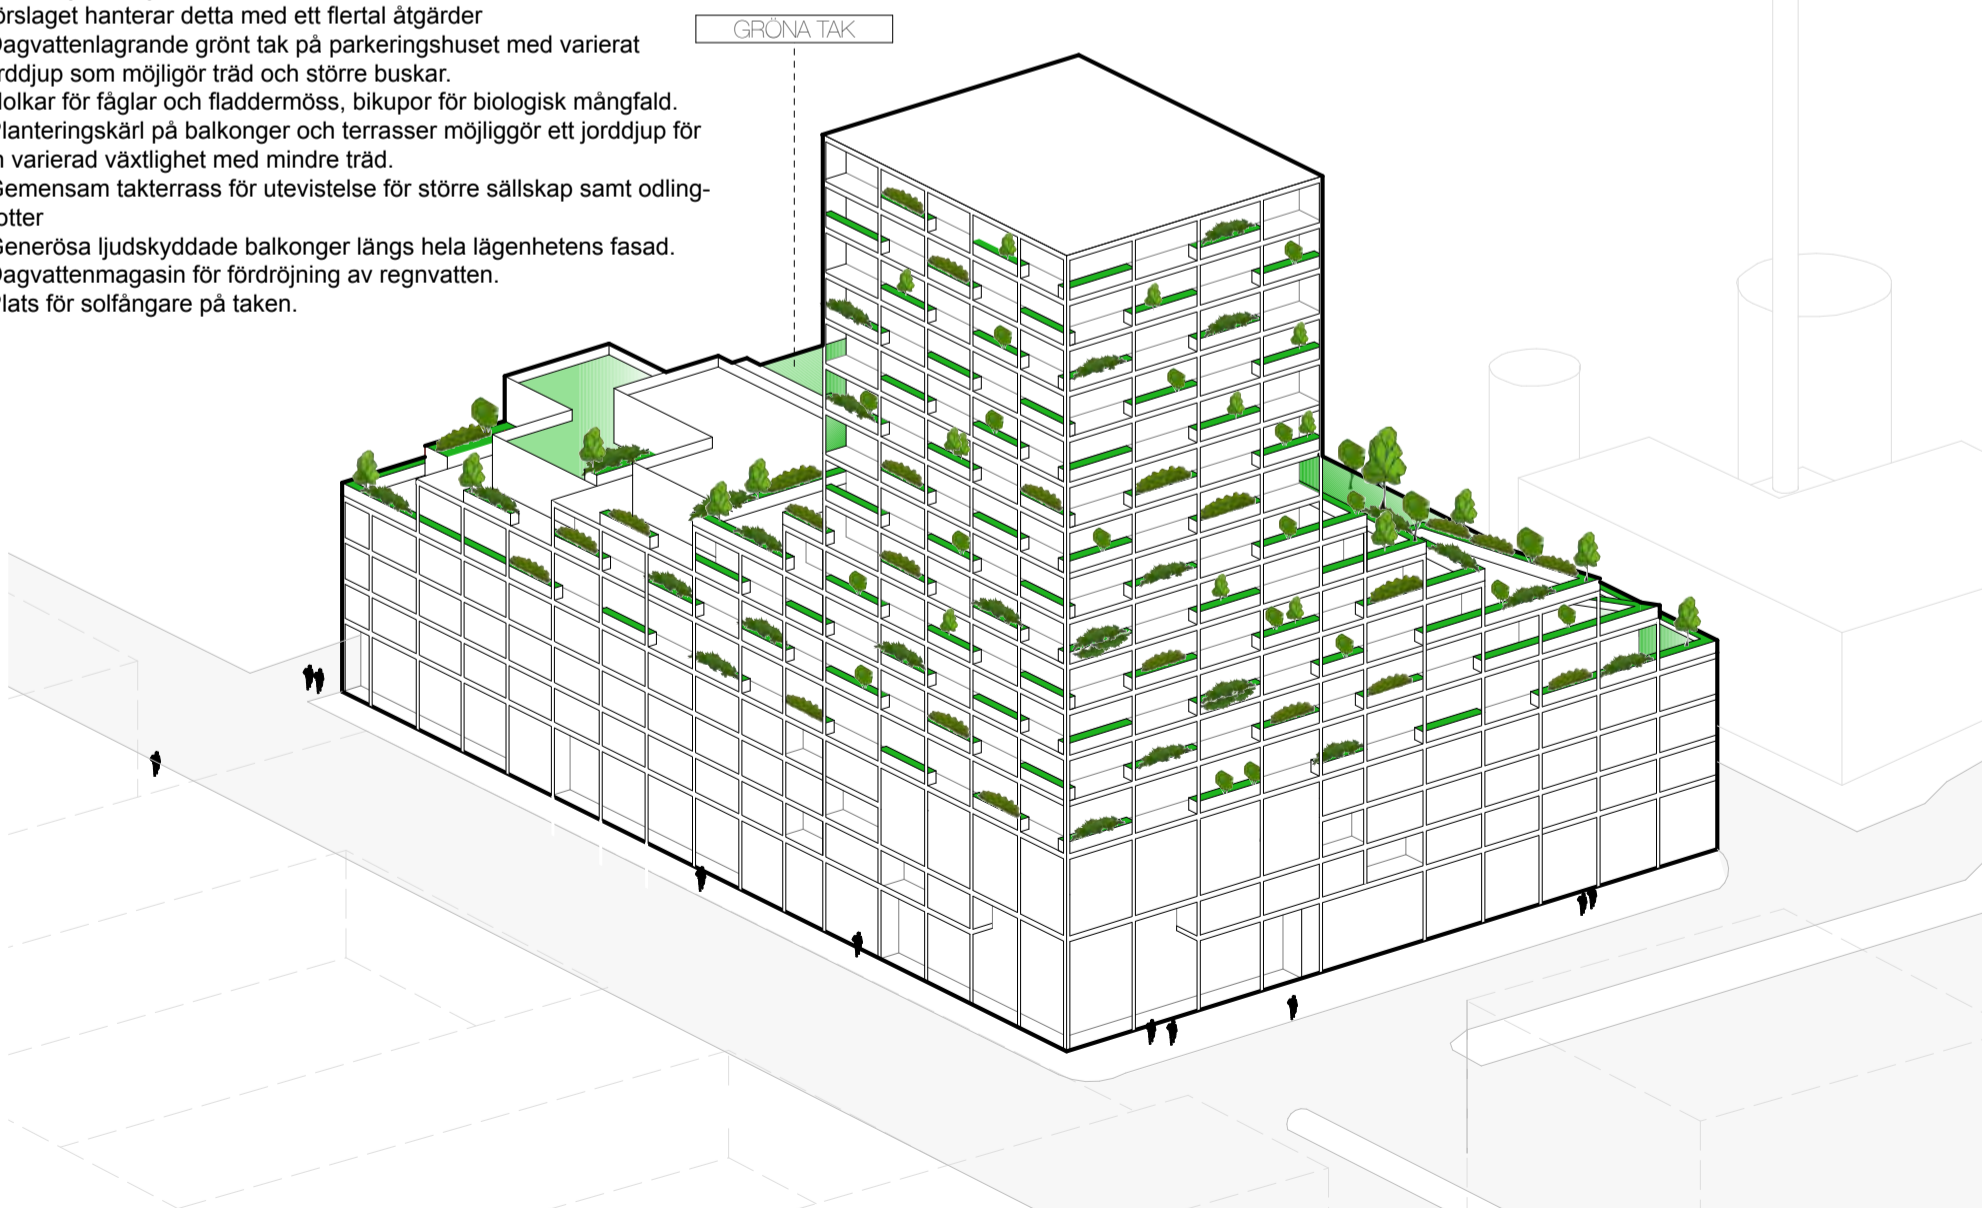 örslaget hanterar detta med ett flertal åtgärder
agvattenlagrande grönt tak på parkeringshuset med varierat
rddjup som möjligör träd och större buskar.
olkar för fåglar och fladdermöss, bikupor för biologisk mångfald.
lanteringskärl på balkonger och terrasser möjliggör ett jorddjup för
n varierad växtlighet med mindre träd.
Gemensam takterrass för utevistelse för större sällskap samt odling-
otter
Generösa ljudskyddade balkonger längs hela lägenhetens fasad.
agvattenmagasin för fördröjning av regnvatten.
lats för solfångare på taken.
GRÖNA TAK